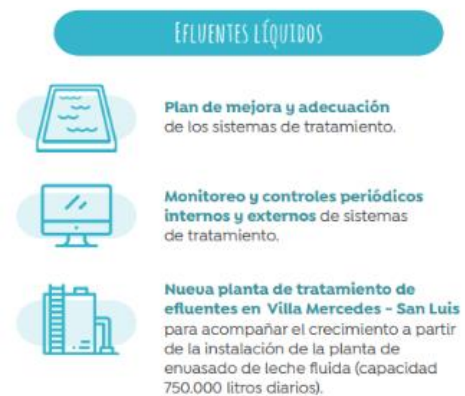 EFLUENTES LÍQUIDOS
Plan de mejora y adecuación
de los sistemas de tratamiento.
Monitoreo y controles periódicos
internos y externos de sistemas
de tratamiento.
Nueva planta de tratamiento de
efluentes en Villa Mercedes - San Luis
para acompañar el crecimiento a partir
de la instalación de la planta de
envasado de leche fluida (capacidad
750.000 litros diarios).